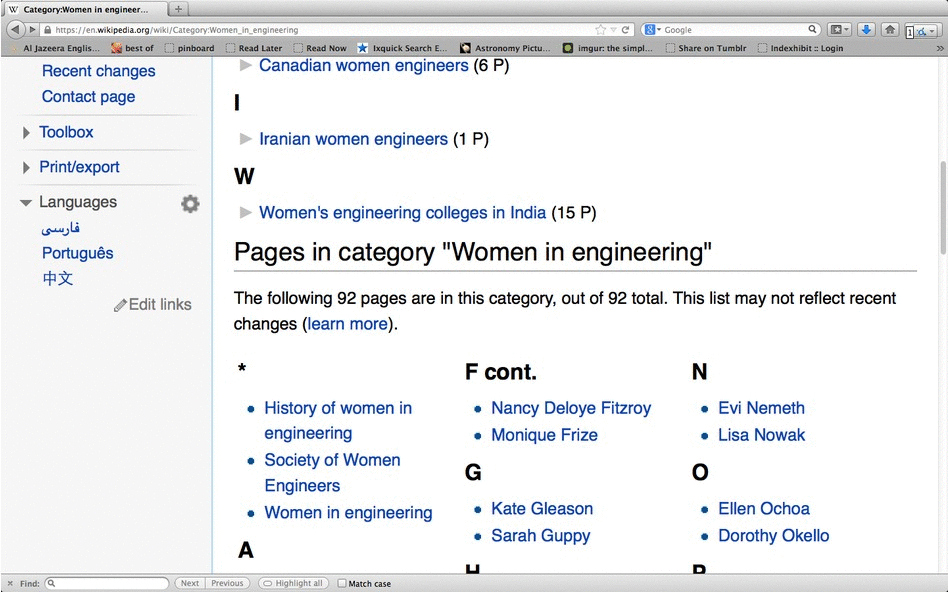 Category:Women in engineer...
https://en.wikipedia.org/wiki/Category:Women_in_engineering
Google
Al Jazeera Englis...
best of
pinboard
Read Later
Read Now
Ixquick Search E...
Astronomy Pictu...
imgur: the simpl...
Share on Tumblr
Indexhibit :: Login
Recent changes
Contact page
Toolbox
Print/export
Languages
فارسی
Português
中文
Edit links
Canadian women engineers (6 P)
I
Iranian women engineers (1 P)
W
Women's engineering colleges in India (15 P)
Pages in category "Women in engineering"
The following 92 pages are in this category, out of 92 total. This list may not reflect recent
changes (learn more).
*
History of women in
engineering
Society of Women
Engineers
Women in engineering
A
F cont.
Nancy Deloye Fitzroy
Monique Frize
G
Kate Gleason
Sarah Guppy
H
N
Evi Nemeth
Lisa Nowak
O
Ellen Ochoa
Dorothy Okello
P
Find:
Next
Previous
Highlight all
Match case